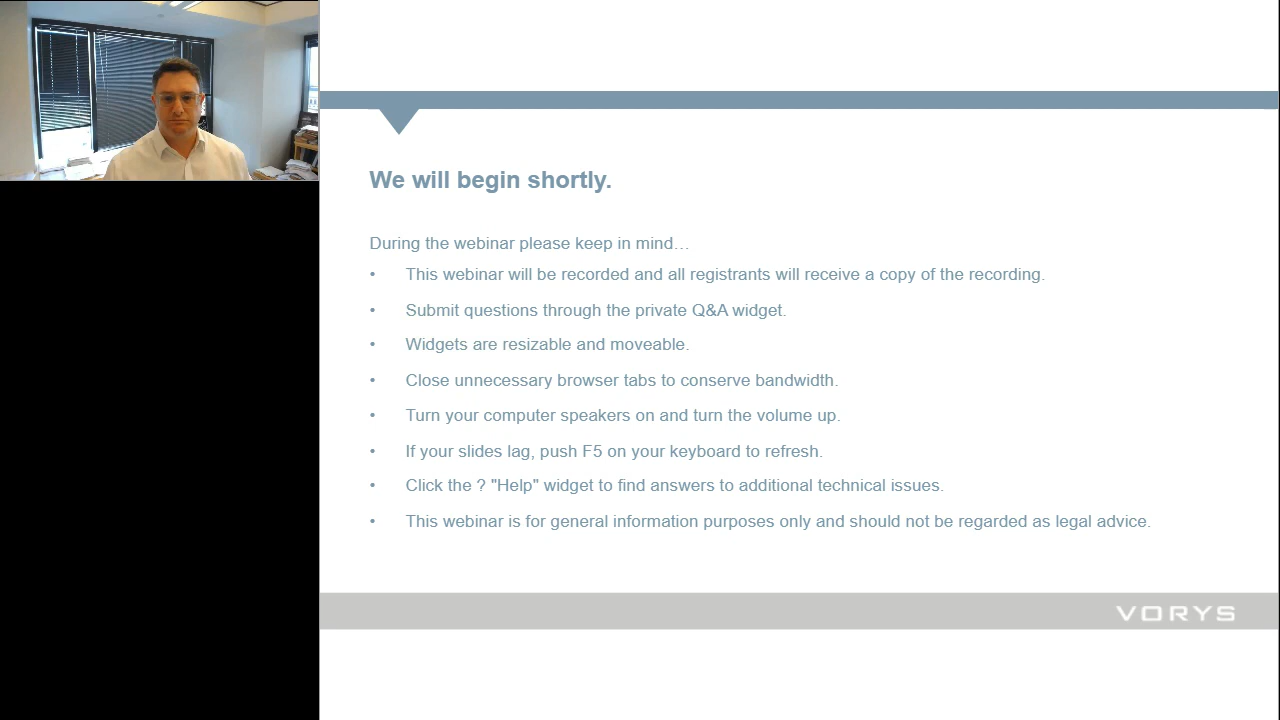 We will begin shortly.
During the webinar please keep in mind…
• This webinar will be recorded and all registrants will receive a copy of the recording.
• Submit questions through the private Q&A widget.
• Widgets are resizable and moveable.
• Close unnecessary browser tabs to conserve bandwidth.
• Turn your computer speakers on and turn the volume up.
• If your slides lag, push F5 on your keyboard to refresh.
• Click the ? "Help" widget to find answers to additional technical issues.
• This webinar is for general information purposes only and should not be regarded as legal advice.
VORYS